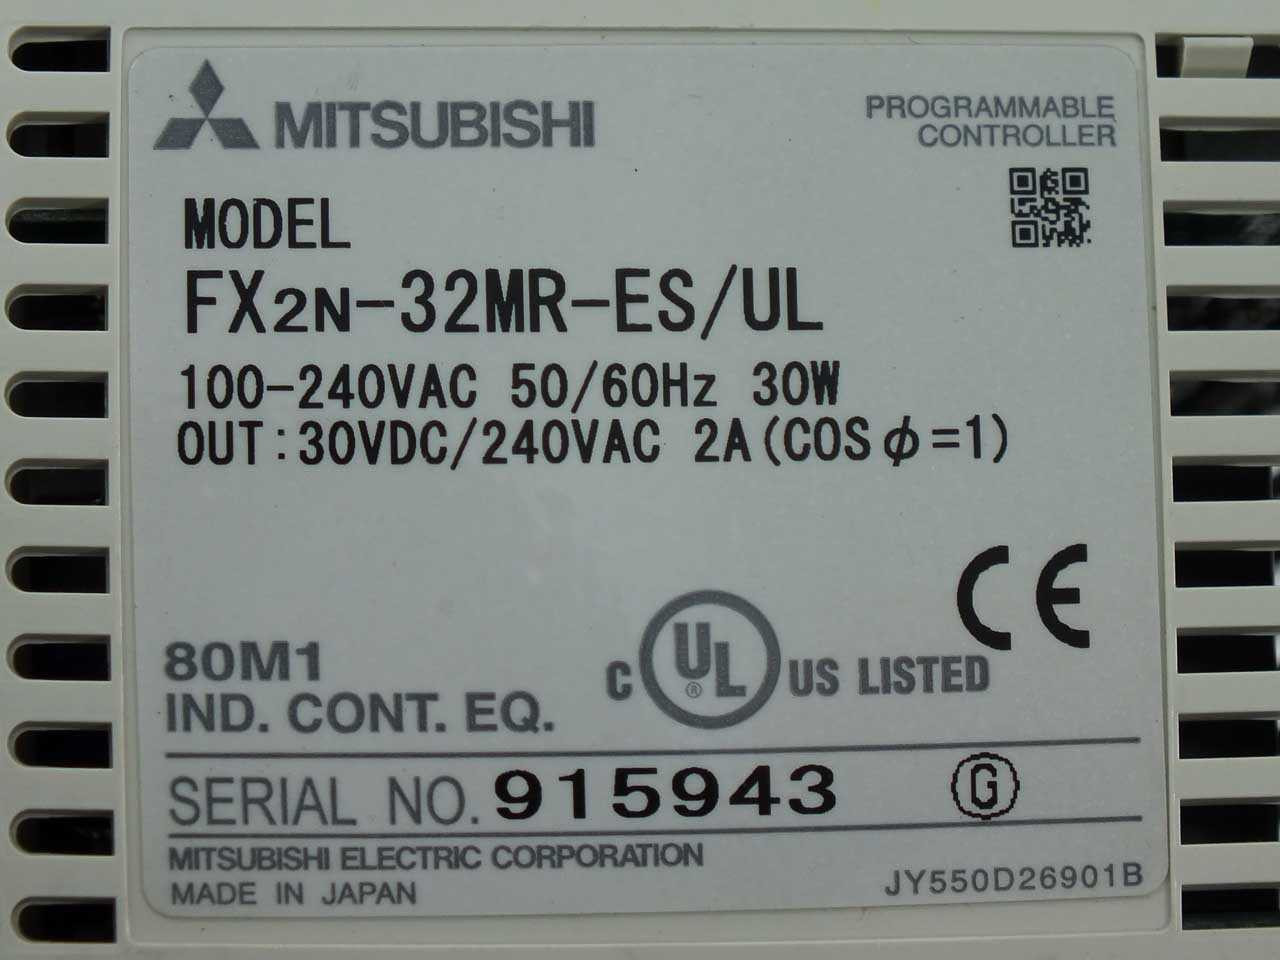 MITSUBISHI
PROGRAMMABLE
CONTROLLER
MODEL
FX2N-32MR-ES/UL
100-240VAC 50/60Hz 30W
OUT:30VDC/240VAC 2A(COSφ=1)
CE
80M1
IND. CONT. EQ.
C UL® US LISTED
SERIAL NO. 915943 G
MITSUBISHI ELECTRIC CORPORATION
MADE IN JAPAN
JY550D26901B